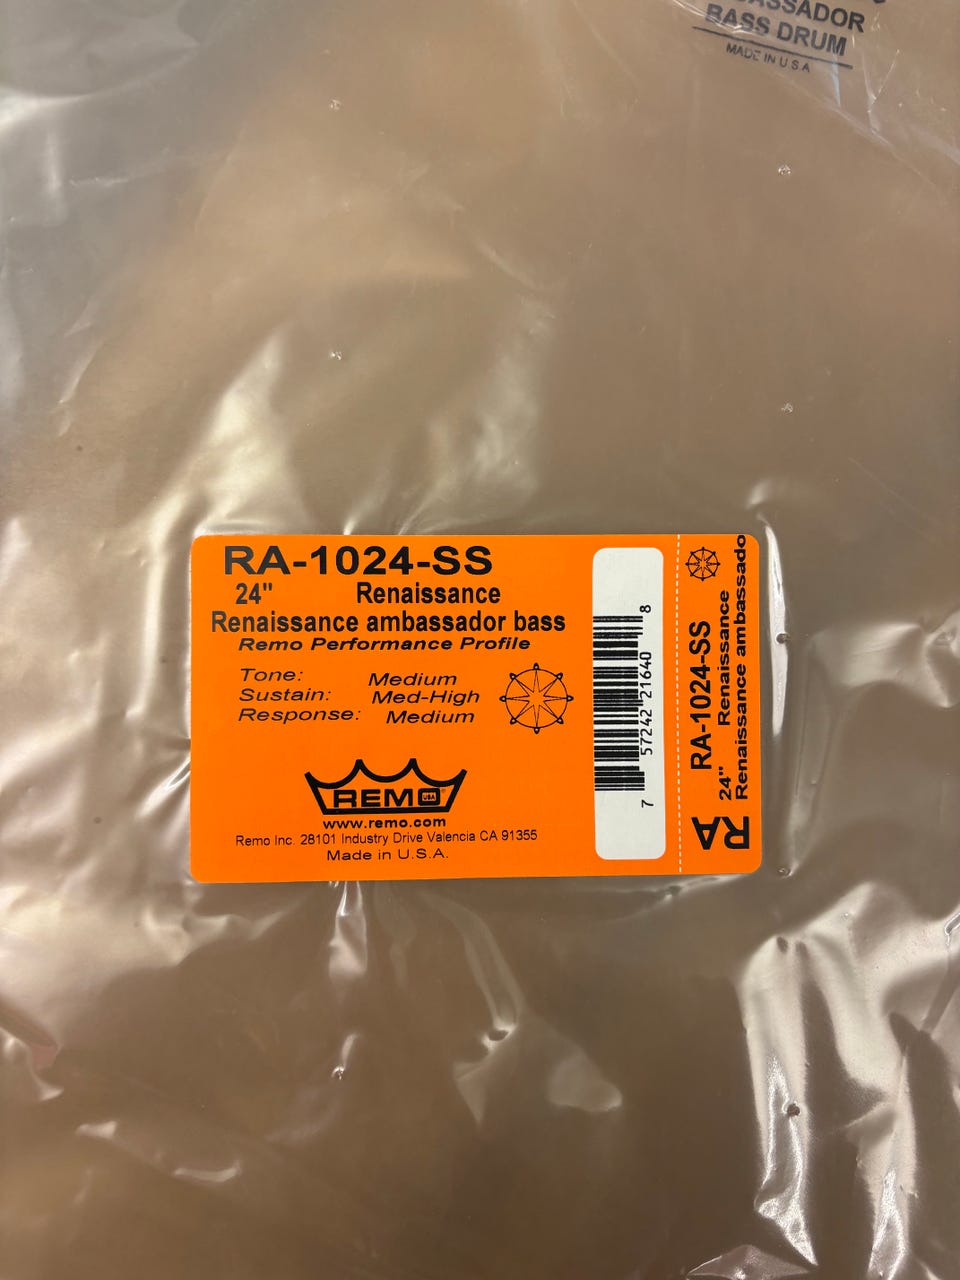 BASS DRUM
MADE IN U.S.A
RA-1024-SS
24" Renaissance
Renaissance ambassador bass
Remo Performance Profile
Tone: Medium
Sustain: Med-High
Response: Medium
REMO USA
www.remo.com
Remo Inc. 28101 Industry Drive Valencia CA 91355
Made in U.S.A.
7 57242 21640 8
RA-1024-SS
24" Renaissance
Renaissance ambassado
RA